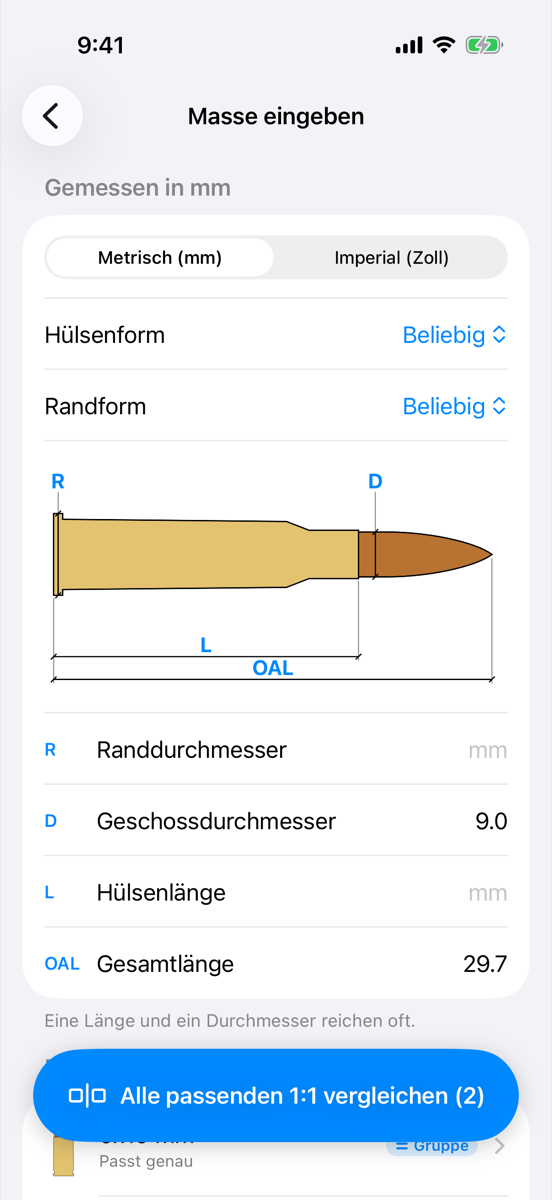 9:41
Masse eingeben
Gemessen in mm
Metrisch (mm)
Imperial (Zoll)
Hülsenform
Beliebig
Randform
Beliebig
R
D
L
OAL
R Randdurchmesser mm
D Geschossdurchmesser 9.0
L Hülsenlänge mm
OAL Gesamtlänge 29.7
Eine Länge und ein Durchmesser reichen oft.
Alle passenden 1:1 vergleichen (2)
= Gruppe
Passt genau